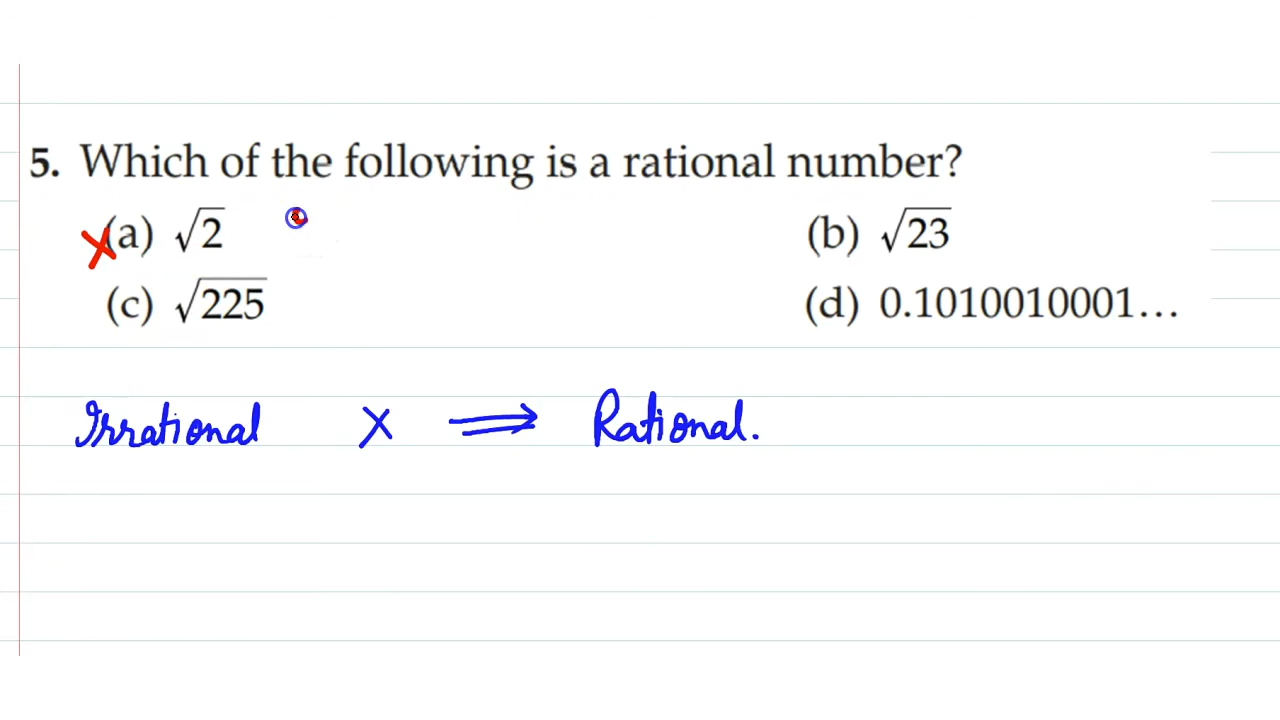 5. Which of the following is a rational number?
(a) √2 (b) √23
(c) √225 (d) 0.1010010001...
Irrational X ⟹ Rational.